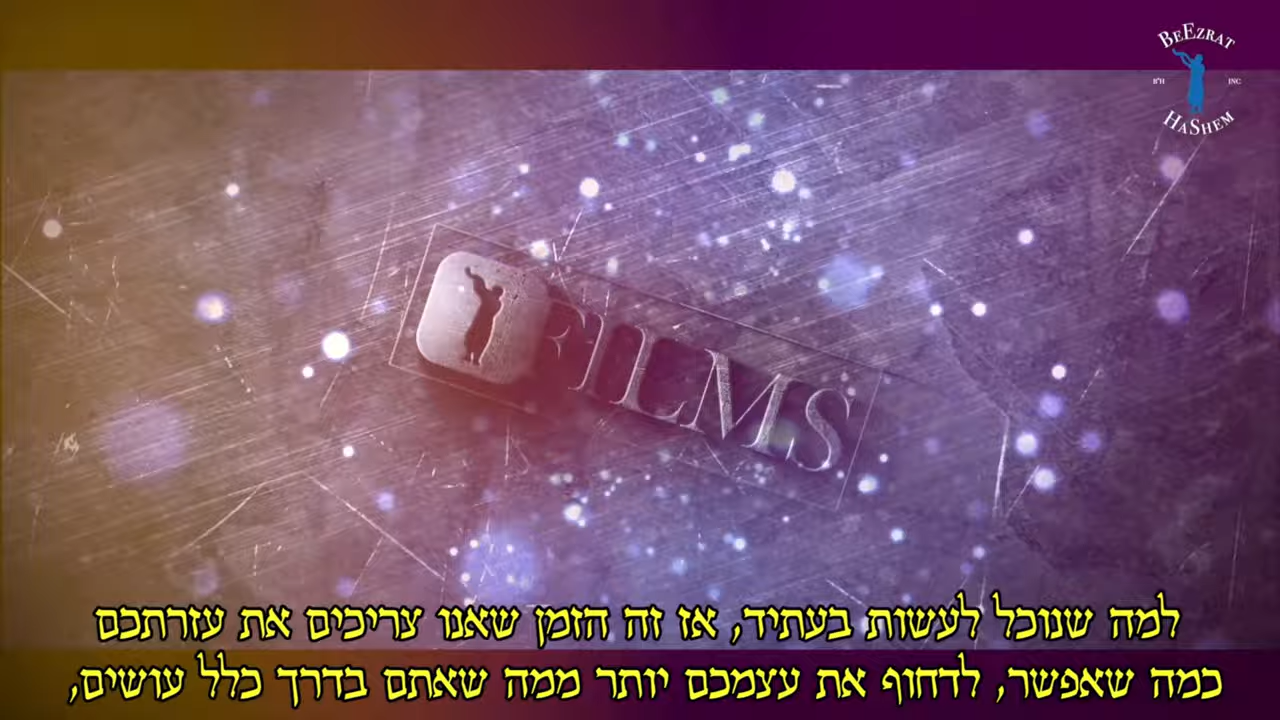 BEEZRAT
B"H INC
HASHEM
FILMS
למה שנוכל לעשות בעתיד, אז זה הזמן שאנו צריכים את עזרתכם
כמה שאפשר, לדחוף את עצמכם יותר ממה שאתם בדרך כלל עושים,